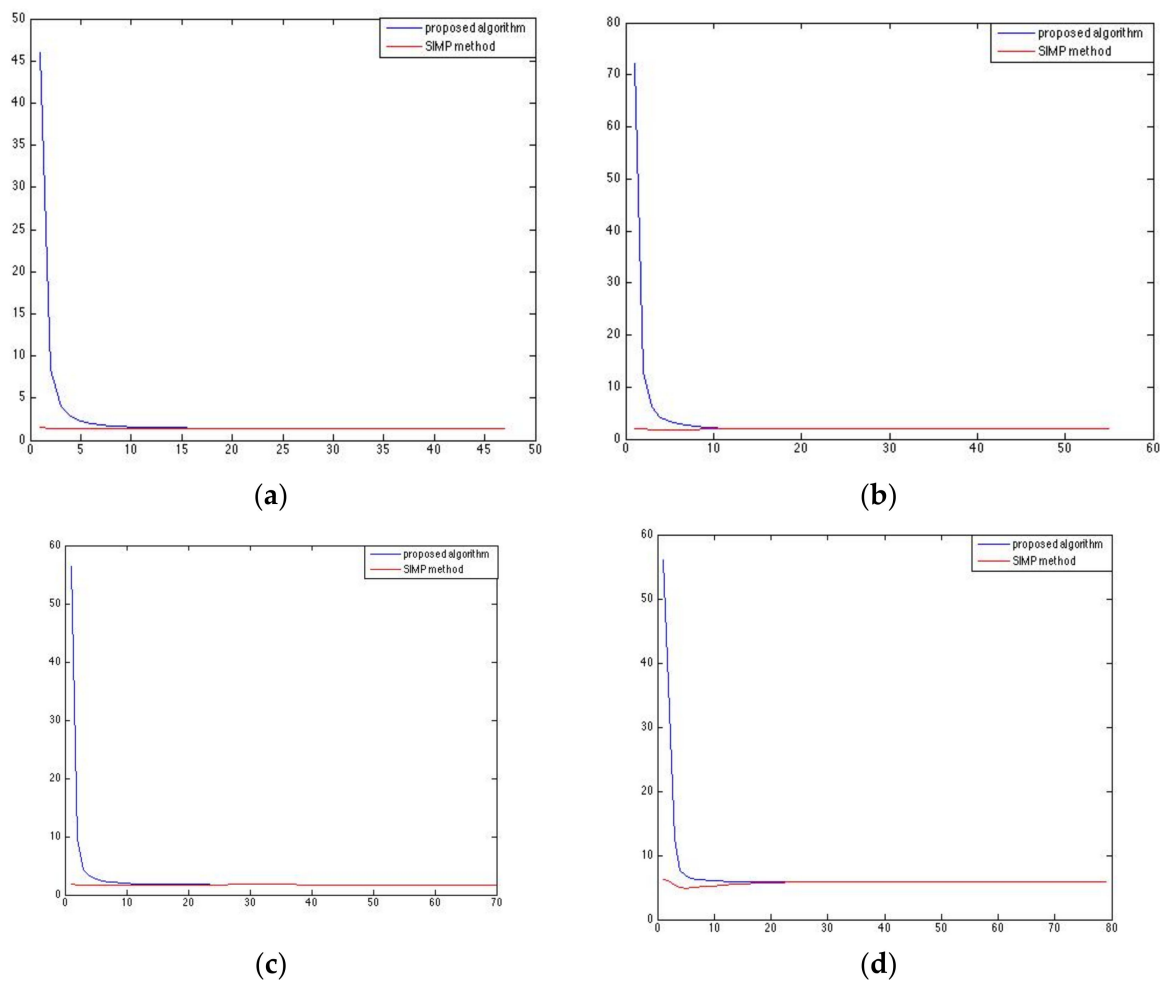 50
45
40
35
30
25
20
15
10
5
0
0 5 10 15 20 25 30 35 40 45 50
proposed algorithm
SIMP method
(a)
80
70
60
50
40
30
20
10
0
0 10 20 30 40 50 60
proposed algorithm
SIMP method
(b)
60
50
40
30
20
10
0
0 10 20 30 40 50 60 70
proposed algorithm
SIMP method
(c)
60
50
40
30
20
10
0
0 10 20 30 40 50 60 70 80
proposed algorithm
SIMP method
(d)